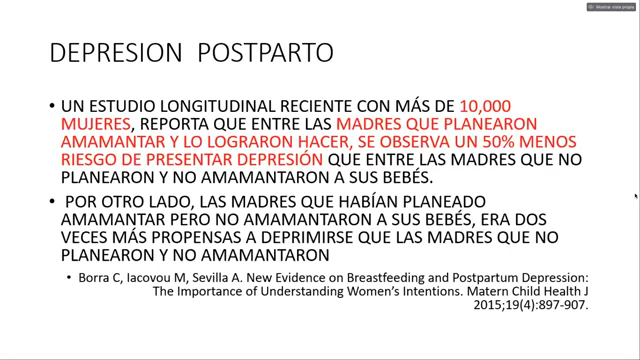 Mostrar vista propia
DEPRESION POSTPARTO
• UN ESTUDIO LONGITUDINAL RECIENTE CON MÁS DE 10,000
MUJERES, REPORTA QUE ENTRE LAS MADRES QUE PLANEARON
AMAMANTAR Y LO LOGRARON HACER, SE OBSERVA UN 50% MENOS
RIESGO DE PRESENTAR DEPRESIÓN QUE ENTRE LAS MADRES QUE NO
PLANEARON Y NO AMAMANTARON A SUS BEBÉS.
• POR OTRO LADO, LAS MADRES QUE HABÍAN PLANEADO
AMAMANTAR PERO NO AMAMANTARON A SUS BEBÉS, ERA DOS
VECES MÁS PROPENSAS A DEPRIMIRSE QUE LAS MADRES QUE NO
PLANEARON Y NO AMAMANTARON
• Borra C, Iacovou M, Sevilla A. New Evidence on Breastfeeding and Postpartum Depression:
The Importance of Understanding Women's Intentions. Matern Child Health J
2015;19(4):897-907.